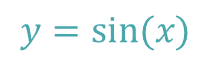 y = sin(x)